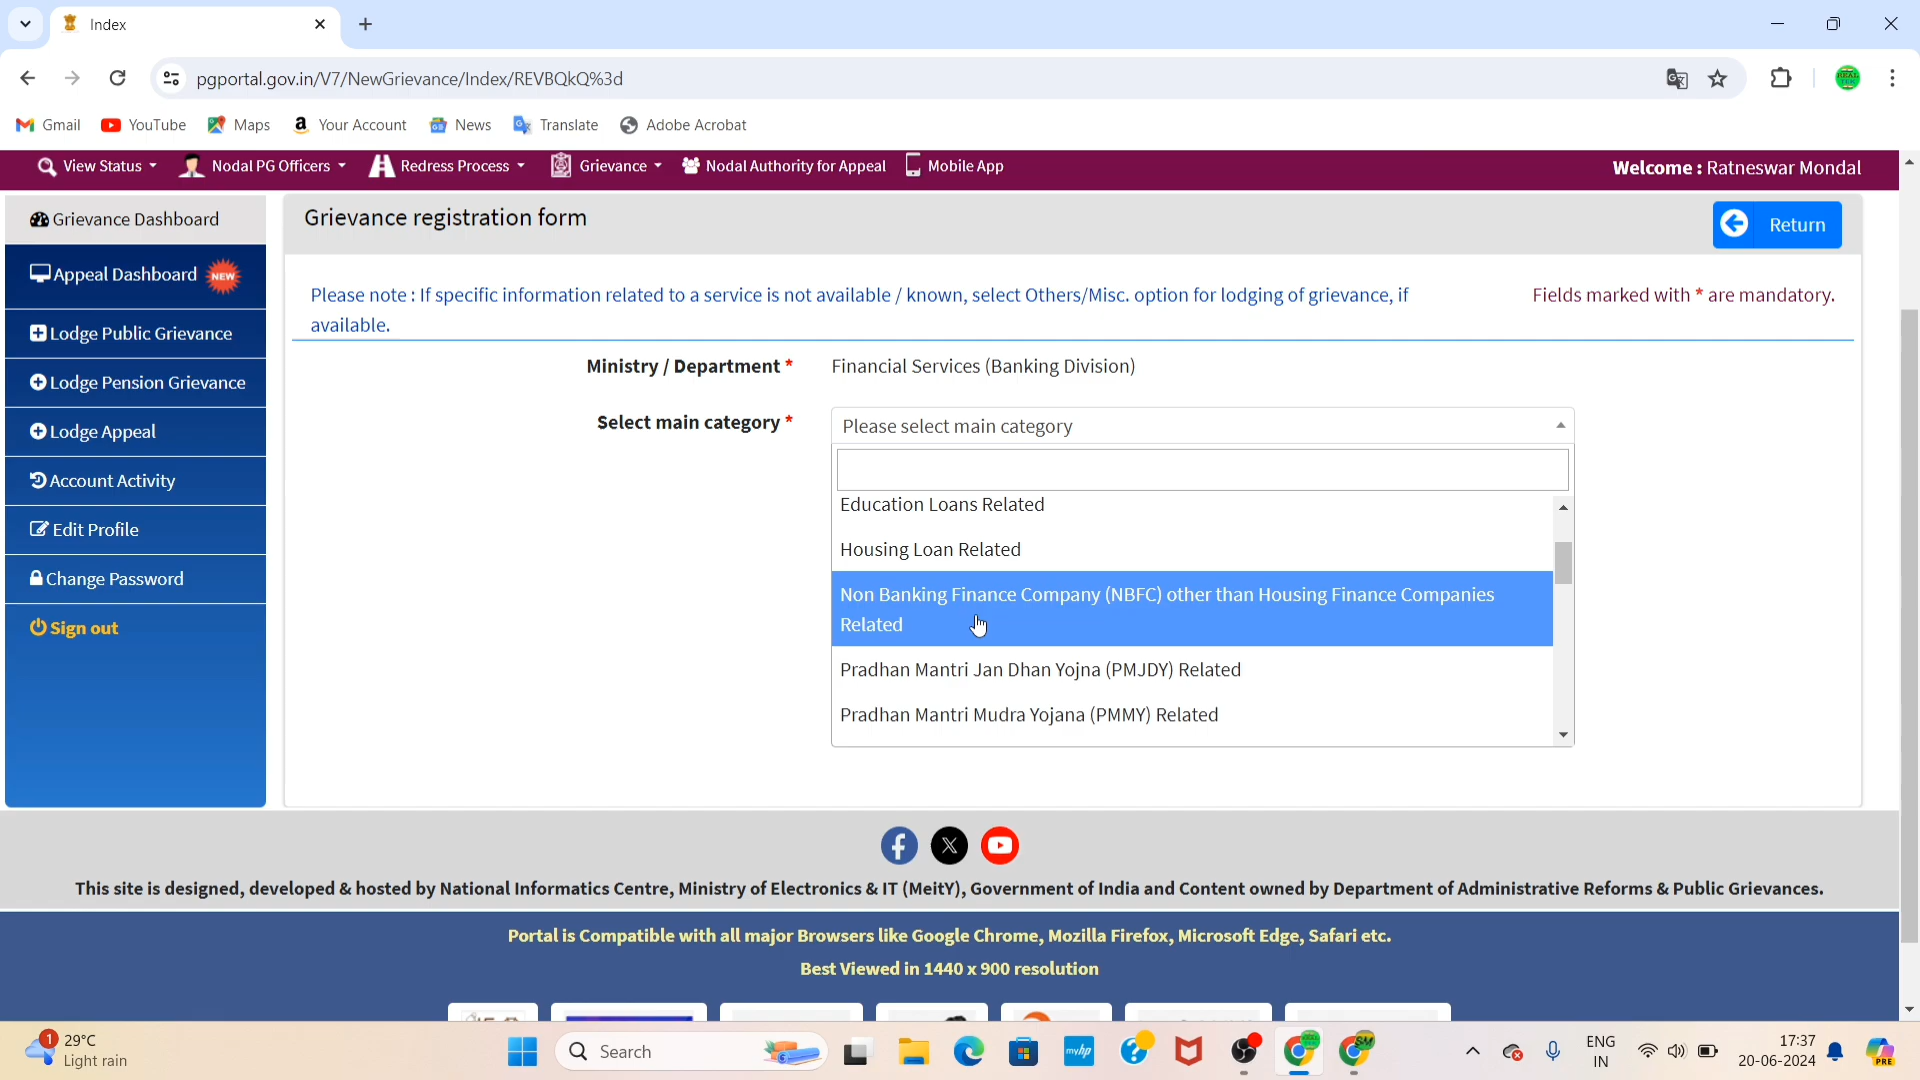 Index
pgportal.gov.in/V7/NewGrievance/Index/REVBQkQ%3d
Gmail YouTube Maps Your Account News Translate Adobe Acrobat
View Status Nodal PG Officers Redress Process Grievance Nodal Authority for Appeal Mobile App Welcome : Ratneswar Mondal
Grievance Dashboard
Appeal Dashboard NEW
Lodge Public Grievance
Lodge Pension Grievance
Lodge Appeal
Account Activity
Edit Profile
Change Password
Sign out
Grievance registration form
Return
Please note : If specific information related to a service is not available / known, select Others/Misc. option for lodging of grievance, if
available.
Fields marked with * are mandatory.
Ministry / Department * Financial Services (Banking Division)
Select main category * Please select main category
Education Loans Related
Housing Loan Related
Non Banking Finance Company (NBFC) other than Housing Finance Companies
Related
Pradhan Mantri Jan Dhan Yojna (PMJDY) Related
Pradhan Mantri Mudra Yojana (PMMY) Related
This site is designed, developed & hosted by National Informatics Centre, Ministry of Electronics & IT (MeitY), Government of India and Content owned by Department of Administrative Reforms & Public Grievances.
Portal is Compatible with all major Browsers like Google Chrome, Mozilla Firefox, Microsoft Edge, Safari etc.
Best Viewed in 1440 x 900 resolution
1 29°C
Light rain
Search
myhp
SM
ENG
IN
17:37
20-06-2024
PRE